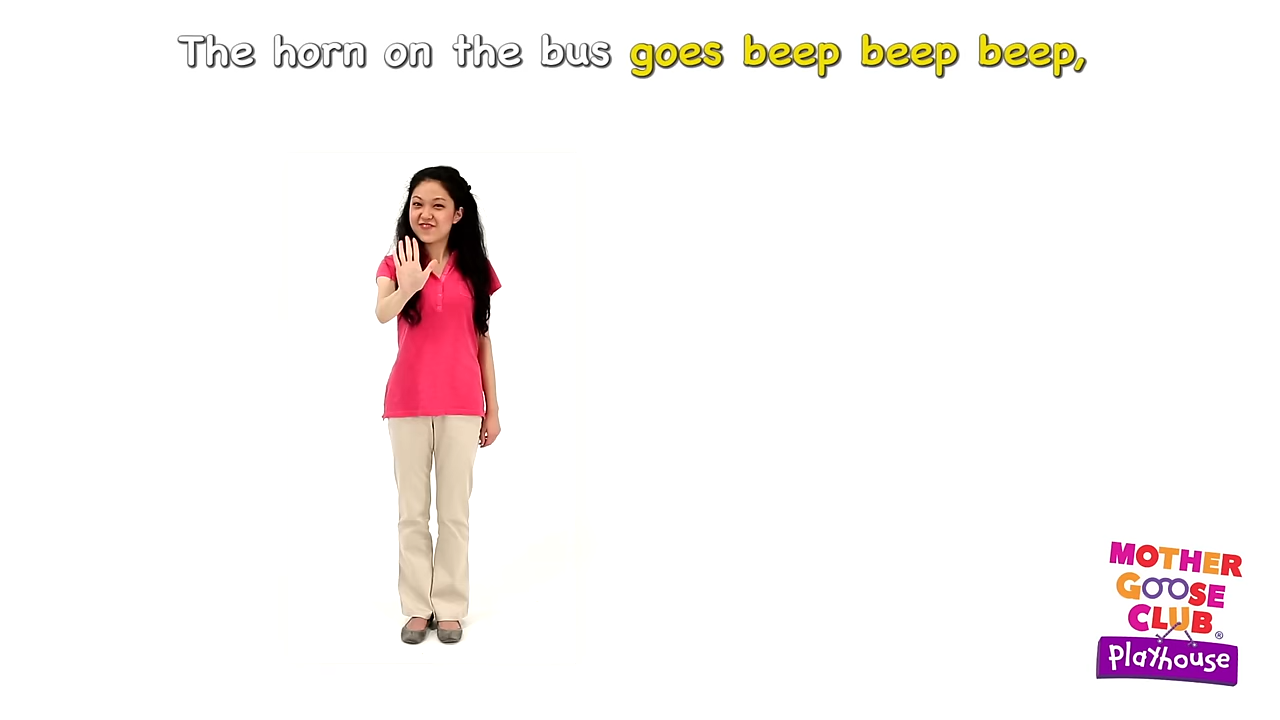 The horn on the bus goes beep beep beep,
MOTHER
GOOSE
CLUB®
Playhouse